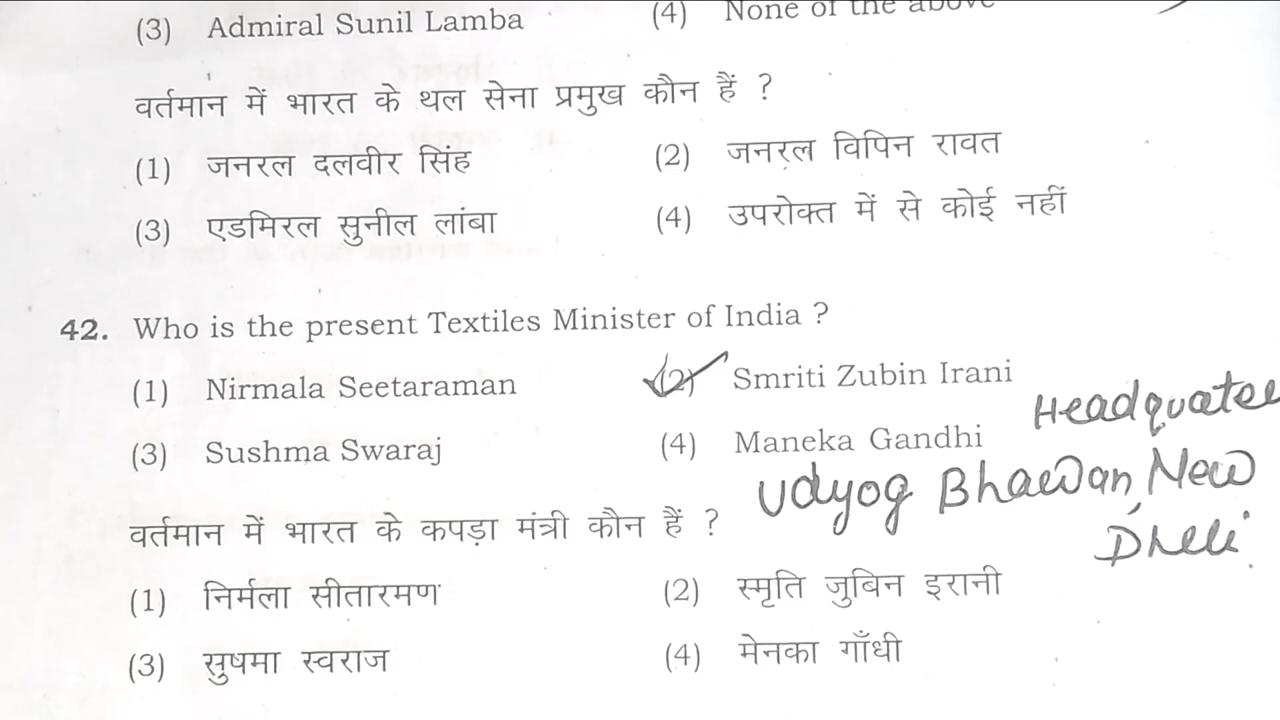 (3) Admiral Sunil Lamba (4) None of the above
वर्तमान में भारत के थल सेना प्रमुख कौन हैं ?
(1) जनरल दलवीर सिंह (2) जनरल विपिन रावत
(3) एडमिरल सुनील लांबा (4) उपरोक्त में से कोई नहीं
42. Who is the present Textiles Minister of India ?
(1) Nirmala Seetaraman (2) Smriti Zubin Irani
Headquater
(3) Sushma Swaraj (4) Maneka Gandhi
Udyog Bhawan, New
Dheli
वर्तमान में भारत के कपड़ा मंत्री कौन हैं ?
(1) निर्मला सीतारमण (2) स्मृति जुबिन इरानी
(3) सुषमा स्वराज (4) मेनका गाँधी